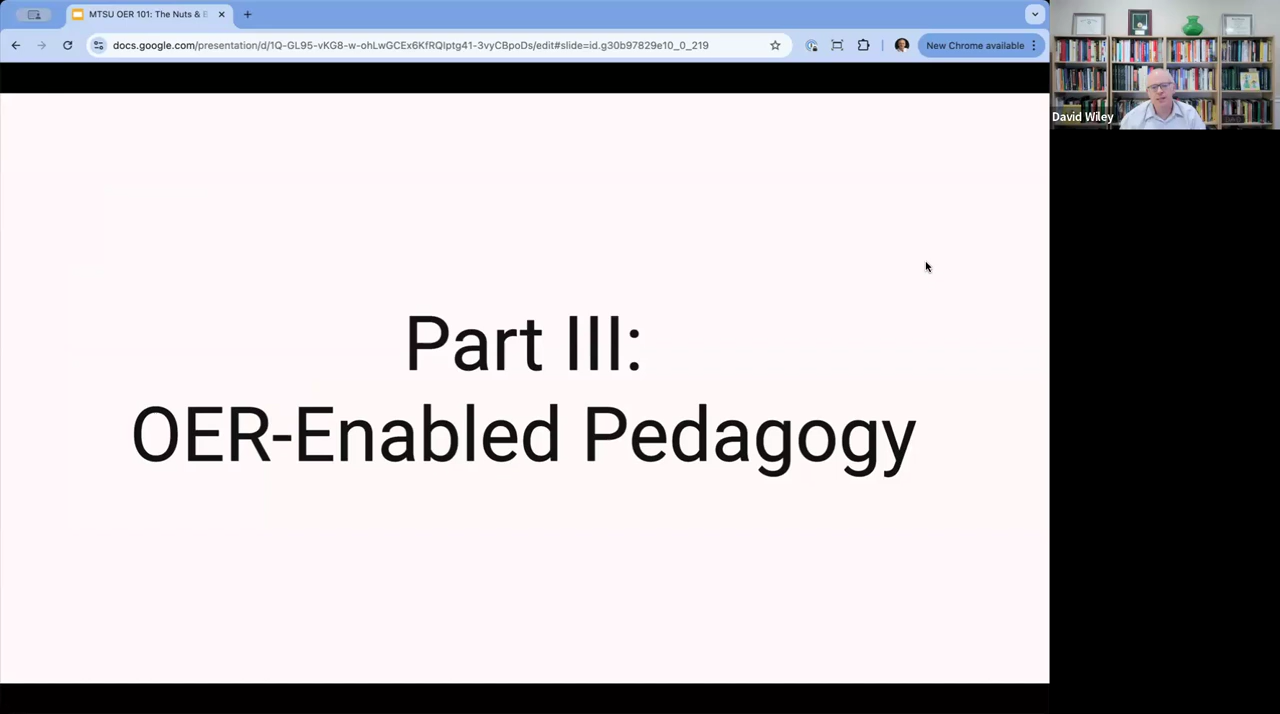 MTSU OER 101: The Nuts & B
docs.google.com/presentation/d/1Q-GL95-vKG8-w-ohLwGCEx6KfRQlptg41-3vyCBpoDs/edit#slide=id.g30b97829e10_0_219
New Chrome available
David Wiley
Part III:
OER-Enabled Pedagogy